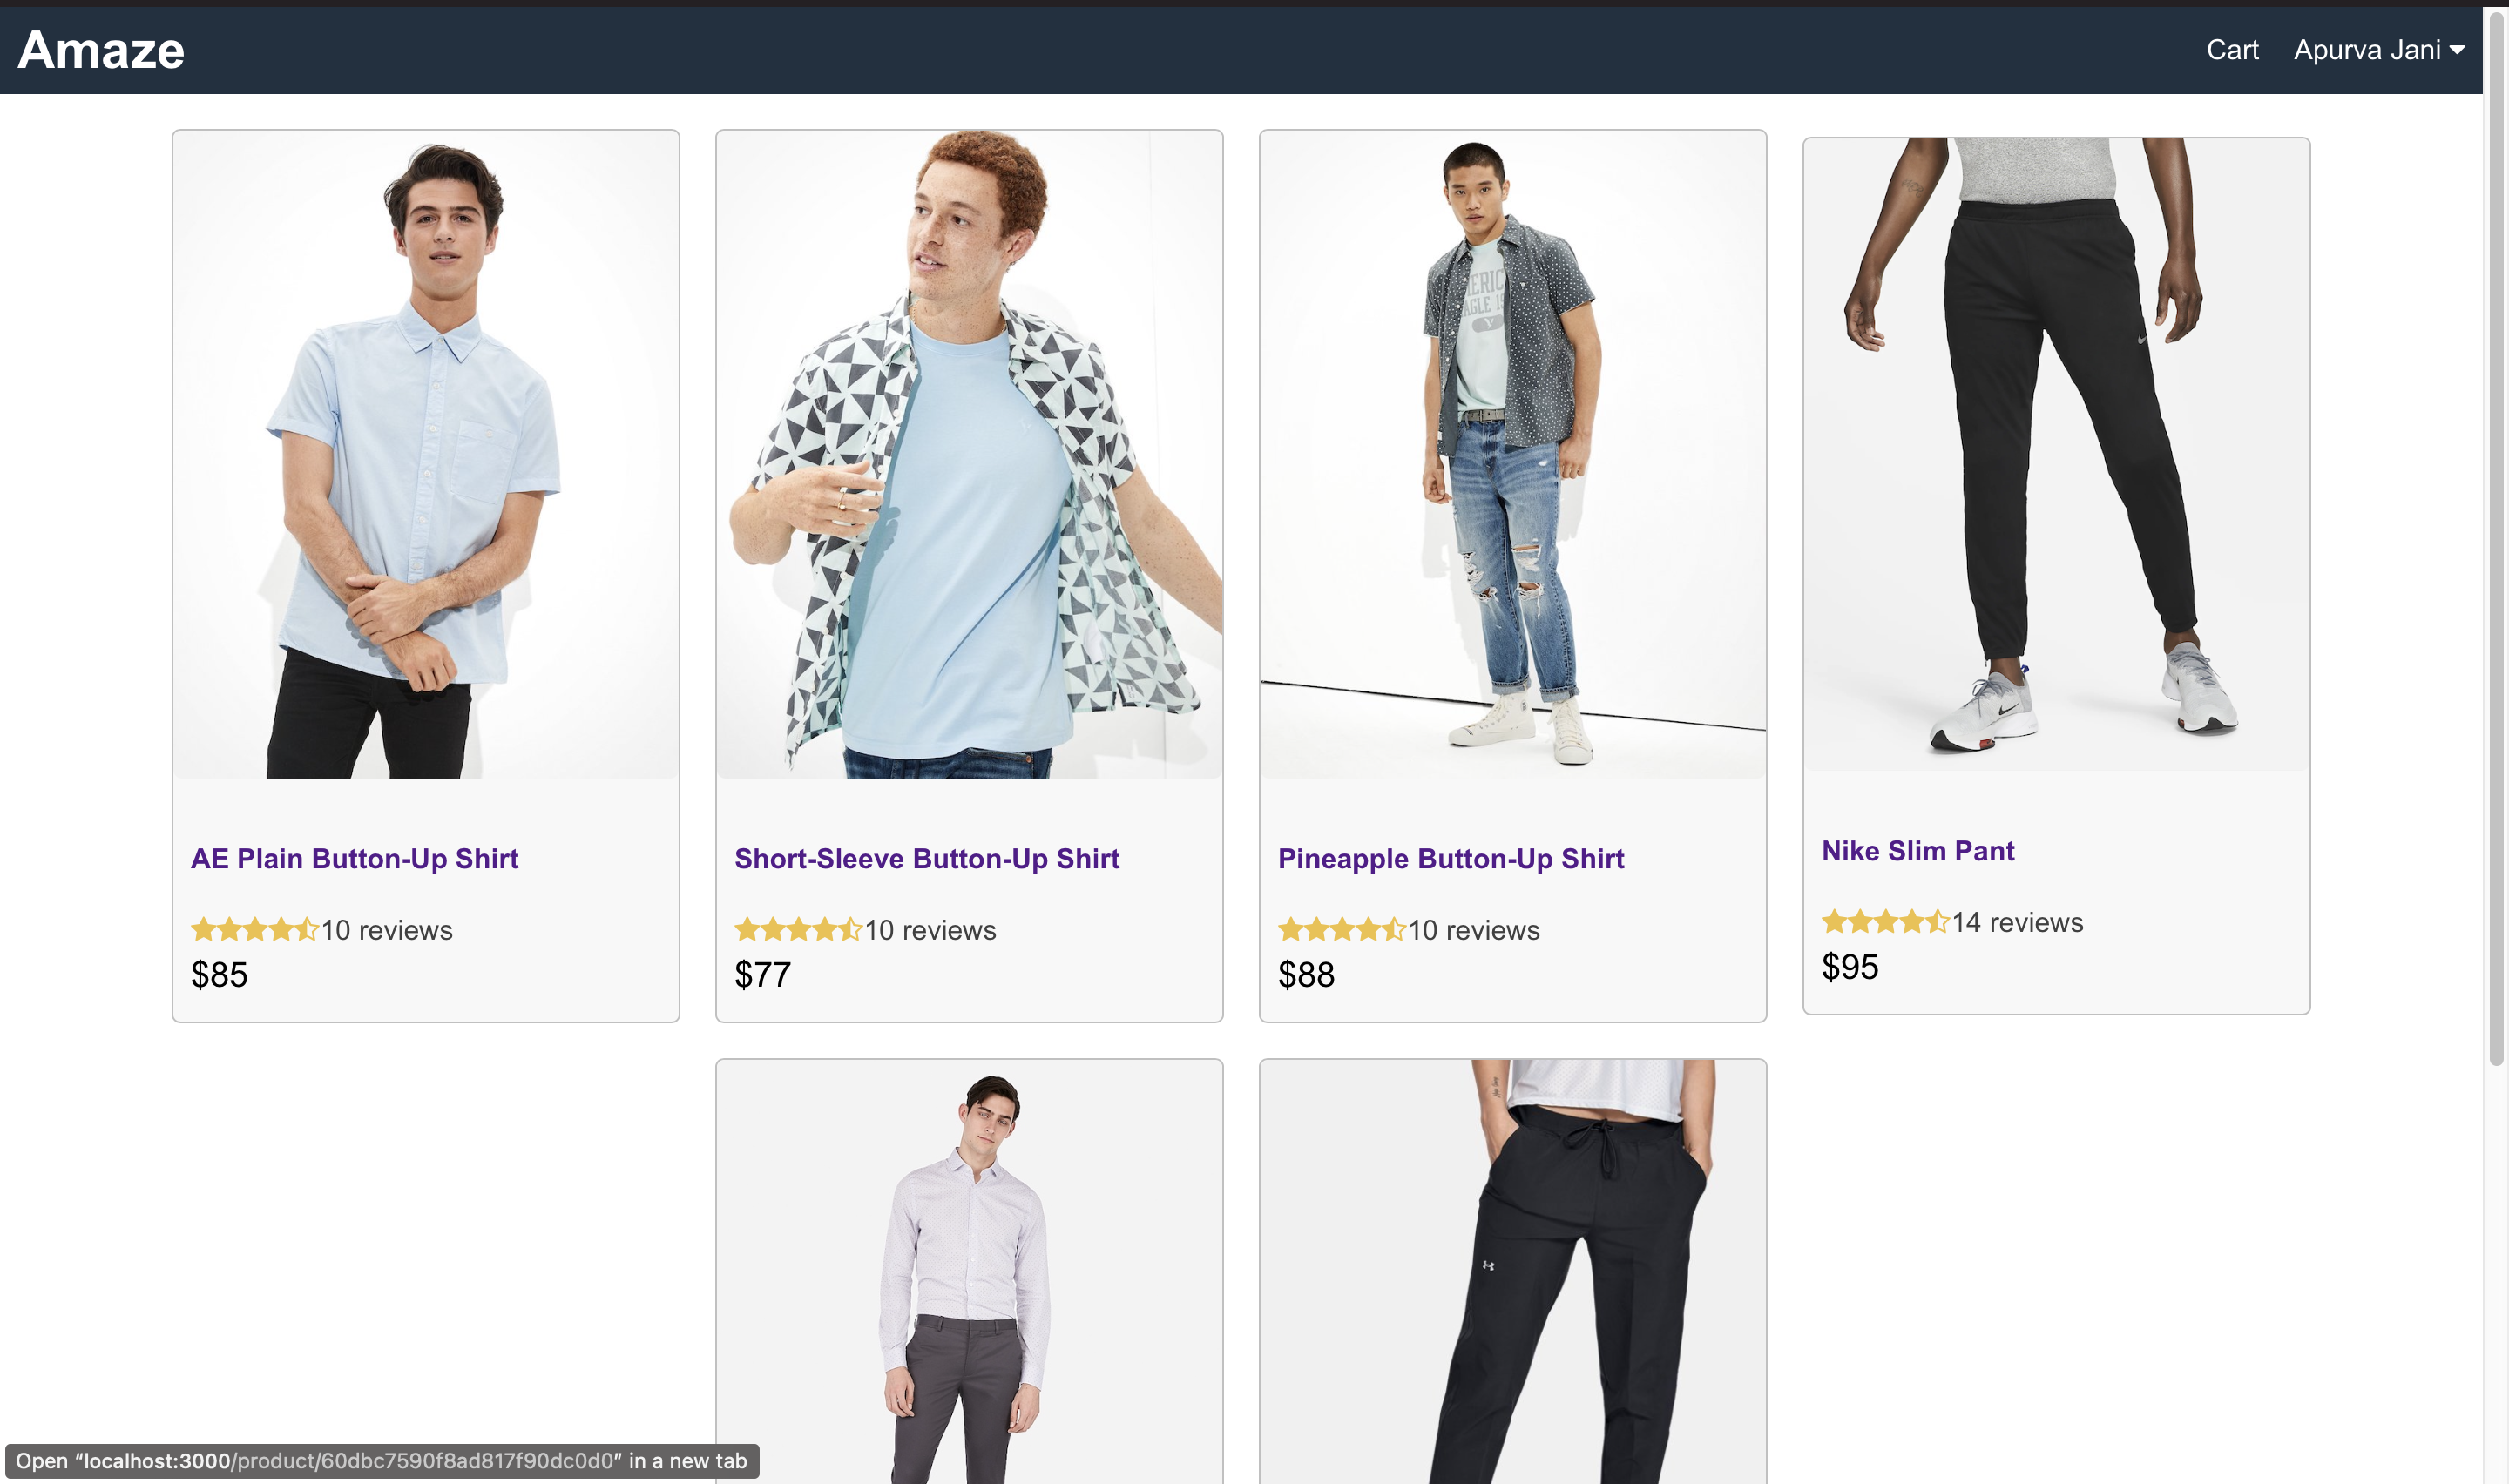 Amaze
Cart
Apurva Jani
AE Plain Button-Up Shirt
10 reviews
$85
Short-Sleeve Button-Up Shirt
10 reviews
$77
ERIC
AGLE
Pineapple Button-Up Shirt
10 reviews
$88
Nike Slim Pant
14 reviews
$95
Open “localhost:3000/product/60dbc7590f8ad817f90dc0d0” in a new tab